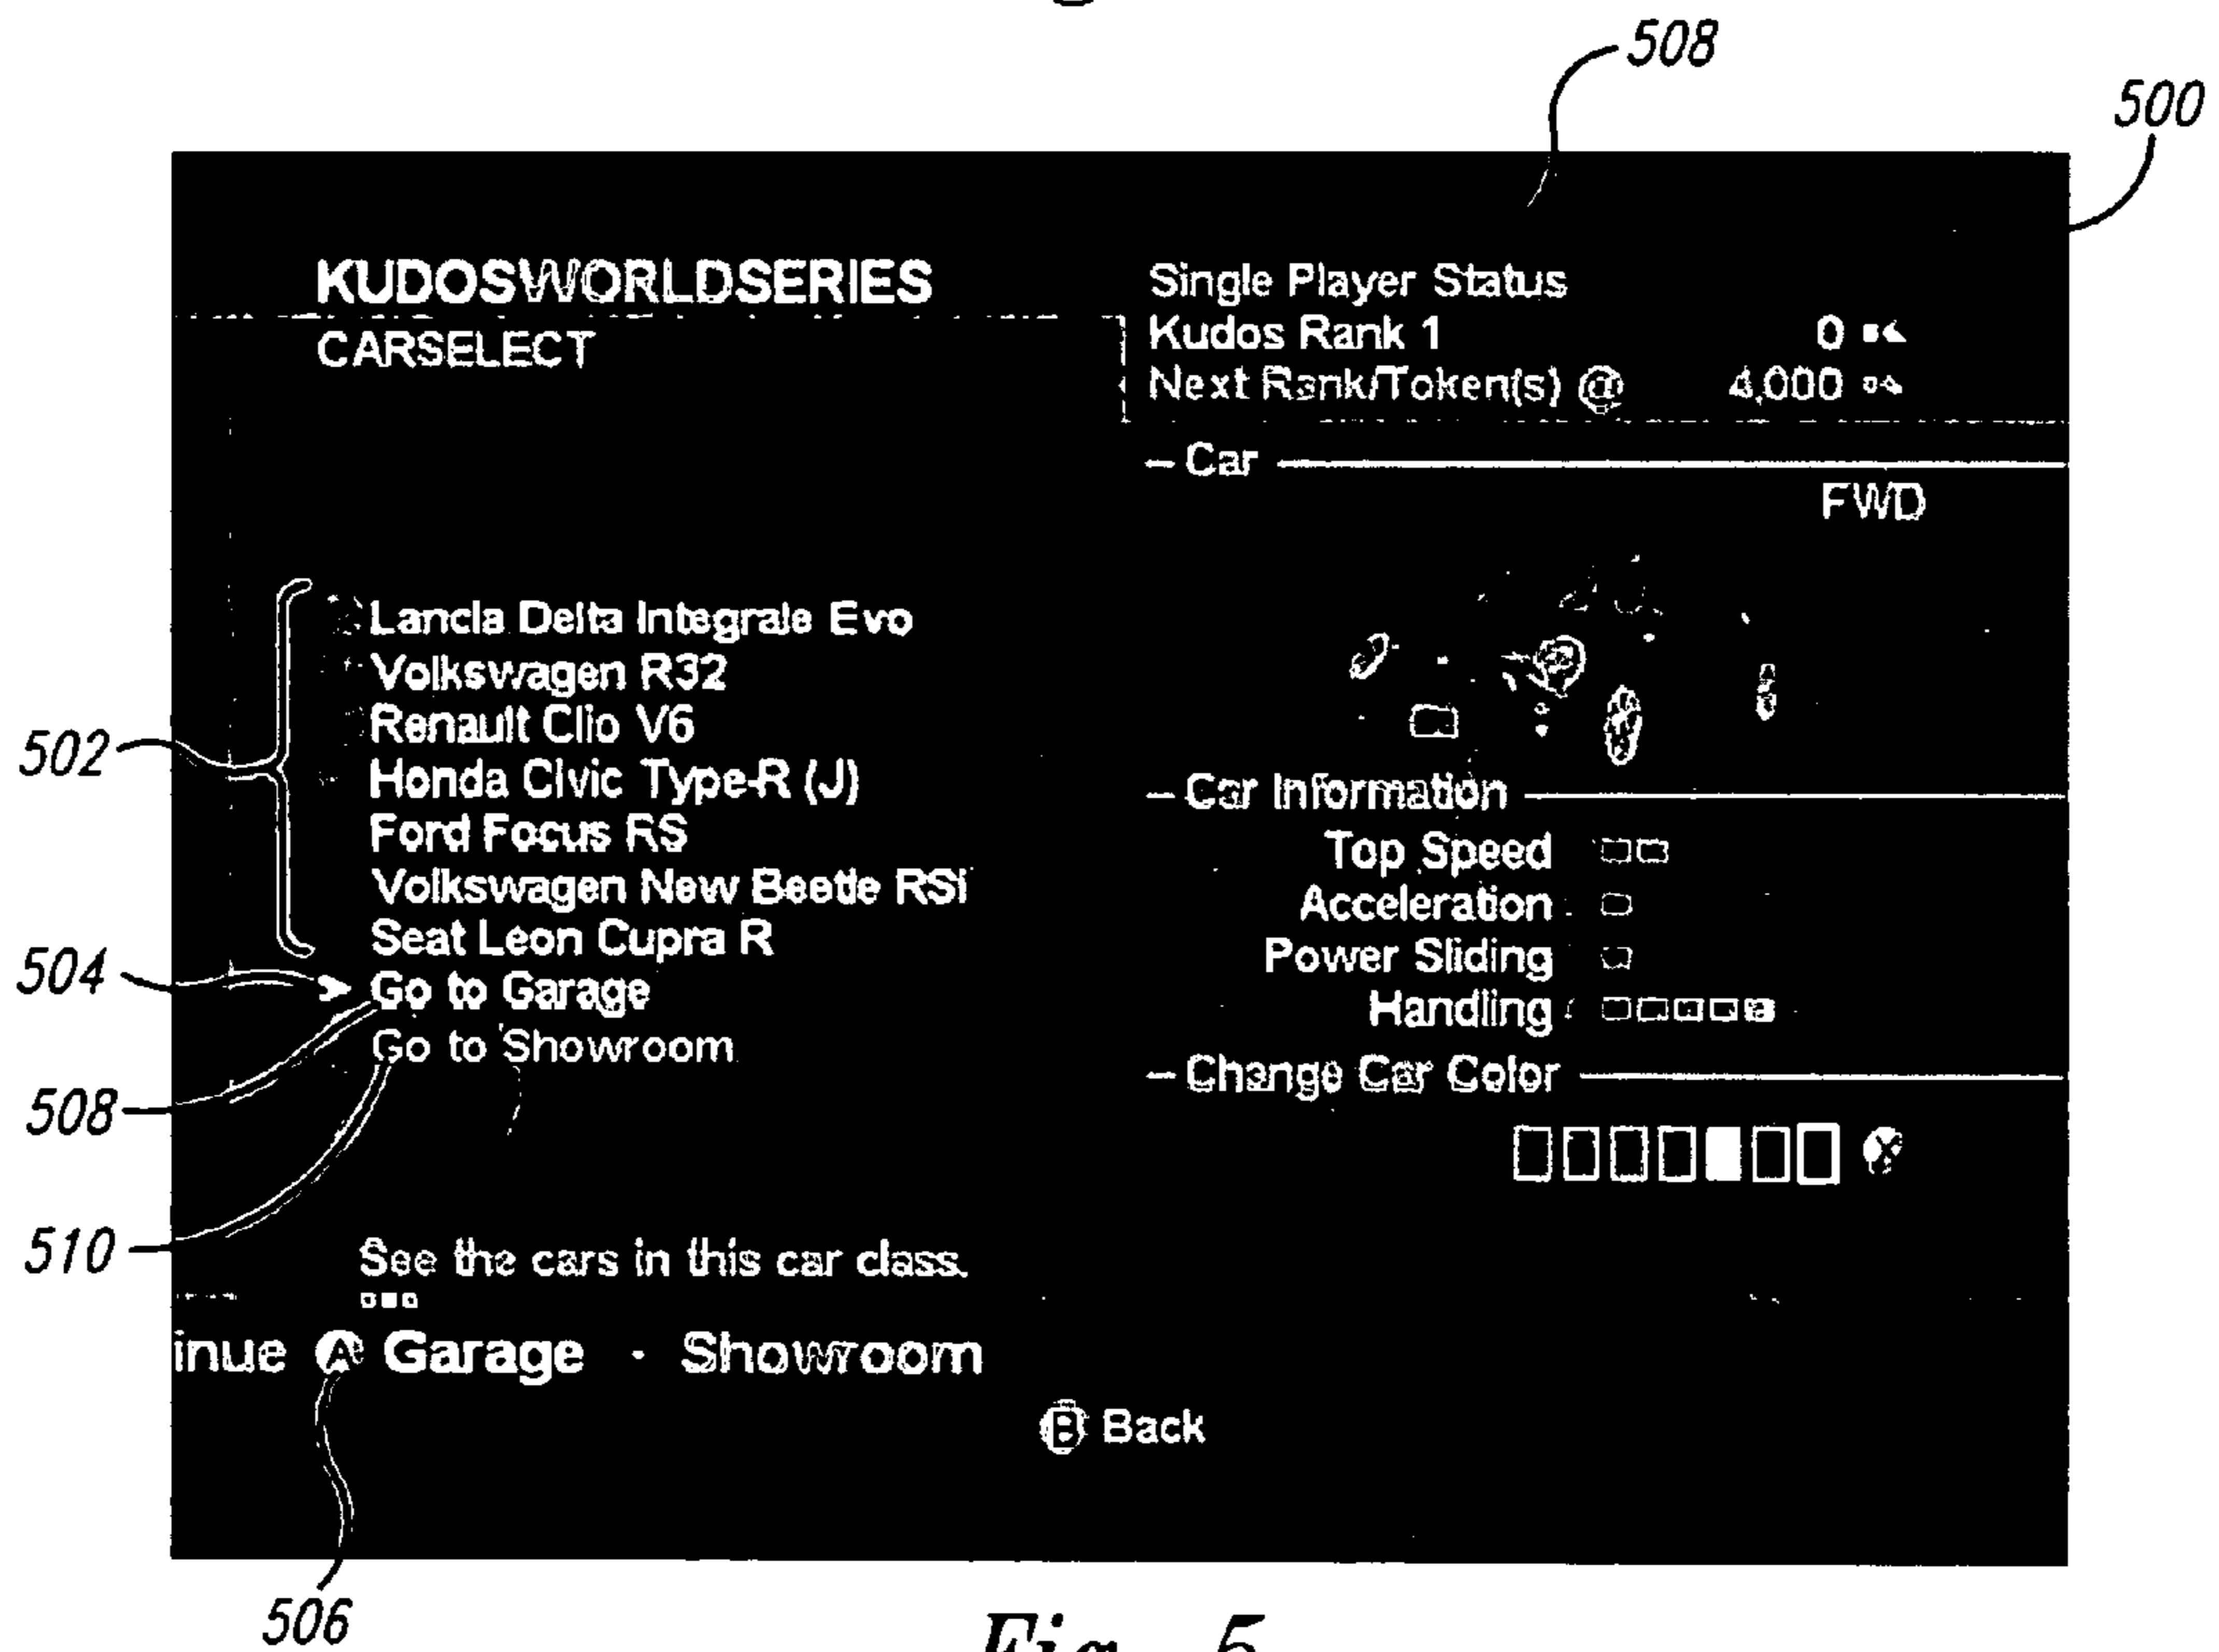 508
500
KUDOSWORLDSERIES
CARSELECT
Single Player Status
Kudos Rank 1 0
Next Rank/Token(s) @ 4,000
Car
FWD
502
Lancia Delta Integrale Evo
Volkswagen R32
Renault Clio V6
Honda Civic Type-R (J)
Ford Focus RS
Volkswagen New Beetle RSi
Seat Leon Cupra R
504
Go to Garage
Go to Showroom
508
510
Car Information
Top Speed
Acceleration
Power Sliding
Handling
Change Car Color
Y
See the cars in this car class.
inue A Garage · Showroom
B Back
506
Fig. 5